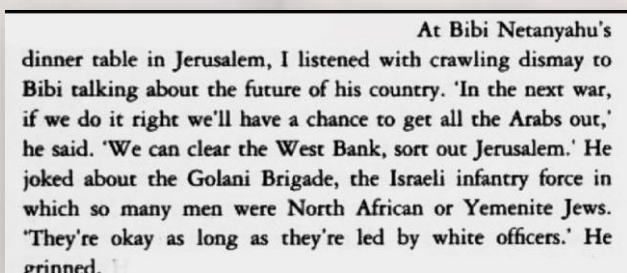 At Bibi Netanyahu's
dinner table in Jerusalem, I listened with crawling dismay to
Bibi talking about the future of his country. 'In the next war,
if we do it right we'll have a chance to get all the Arabs out,'
he said. 'We can clear the West Bank, sort out Jerusalem.' He
joked about the Golani Brigade, the Israeli infantry force in
which so many men were North African or Yemenite Jews.
'They're okay as long as they're led by white officers.' He
grinned.